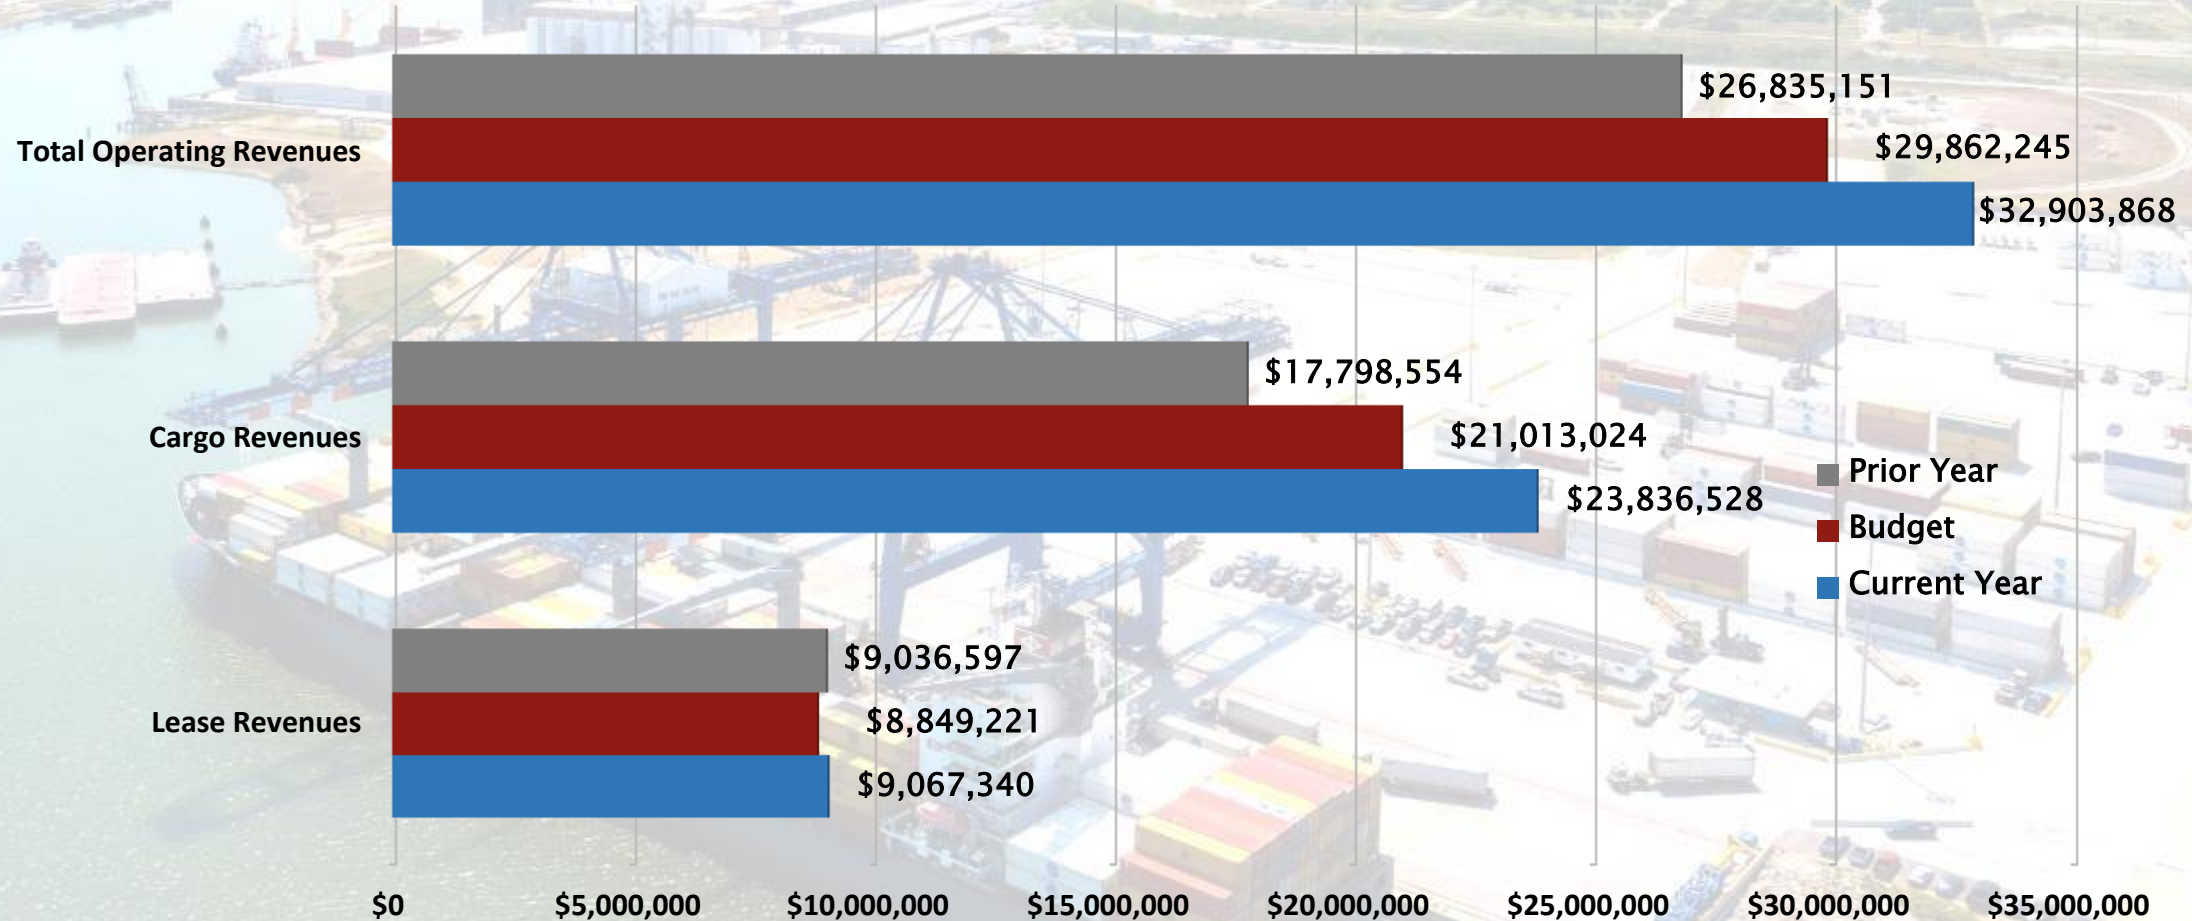 $26,835,151
Total Operating Revenues
$29,862,245
$32,903,868
$17,798,554
Cargo Revenues
$21,013,024
$23,836,528
Prior Year
Budget
Current Year
$9,036,597
Lease Revenues
$8,849,221
$9,067,340
$0 $5,000,000 $10,000,000 $15,000,000 $20,000,000 $25,000,000 $30,000,000 $35,000,000